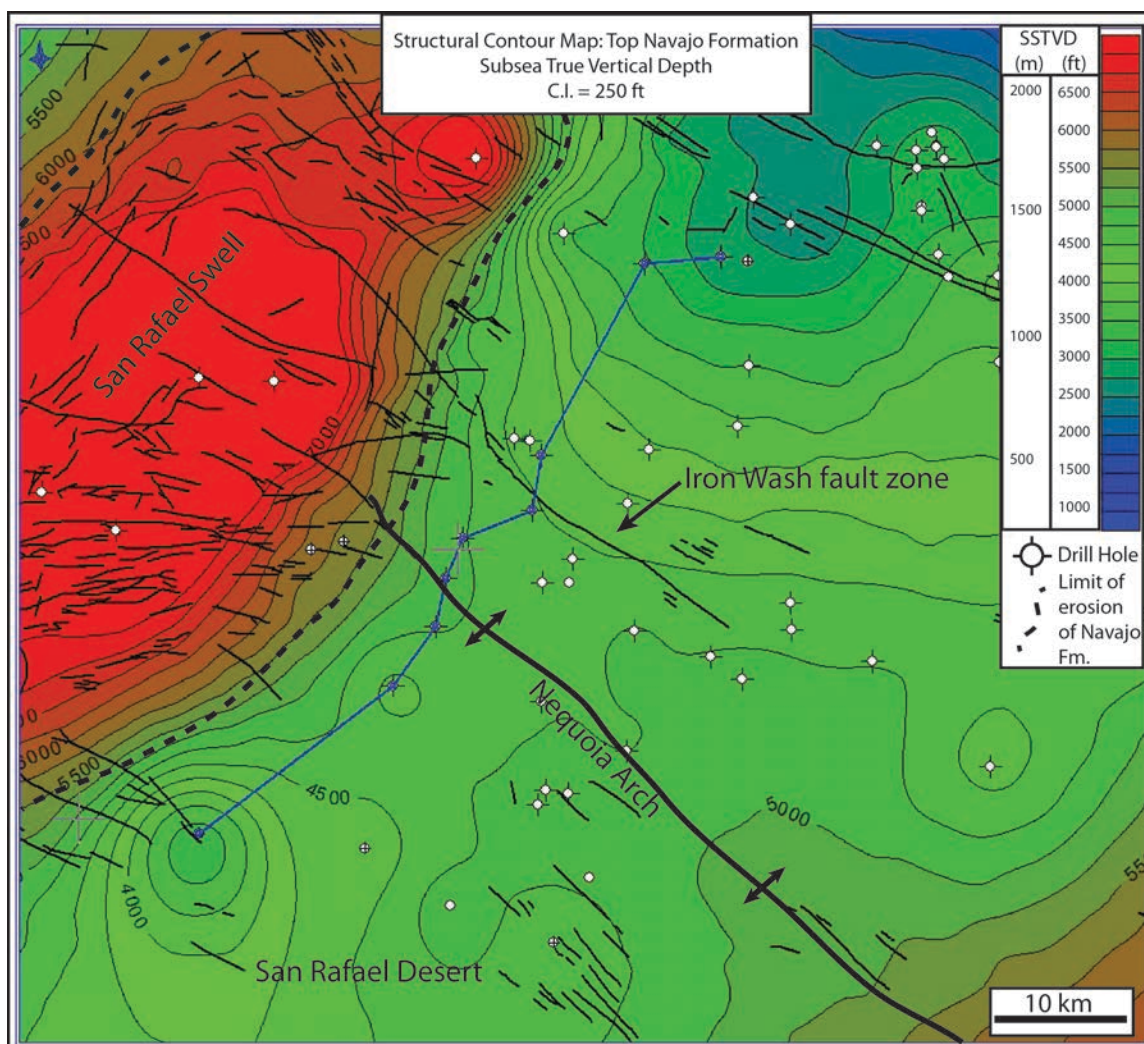 Structural Contour Map: Top Navajo Formation
Subsea True Vertical Depth
C.I. = 250 ft
SSTVD
(m) (ft)
2000
1500
1000
500
6500
6000
5500
5000
4500
4000
3500
3000
2500
2000
1500
1000
Drill Hole
Limit of
erosion
of Navajo
Fm.
5500
6000
500
San Rafael Swell
7000
Iron Wash fault zone
Nequoia Arch
6000
5500
4500
5000
4000
San Rafael Desert
10 km